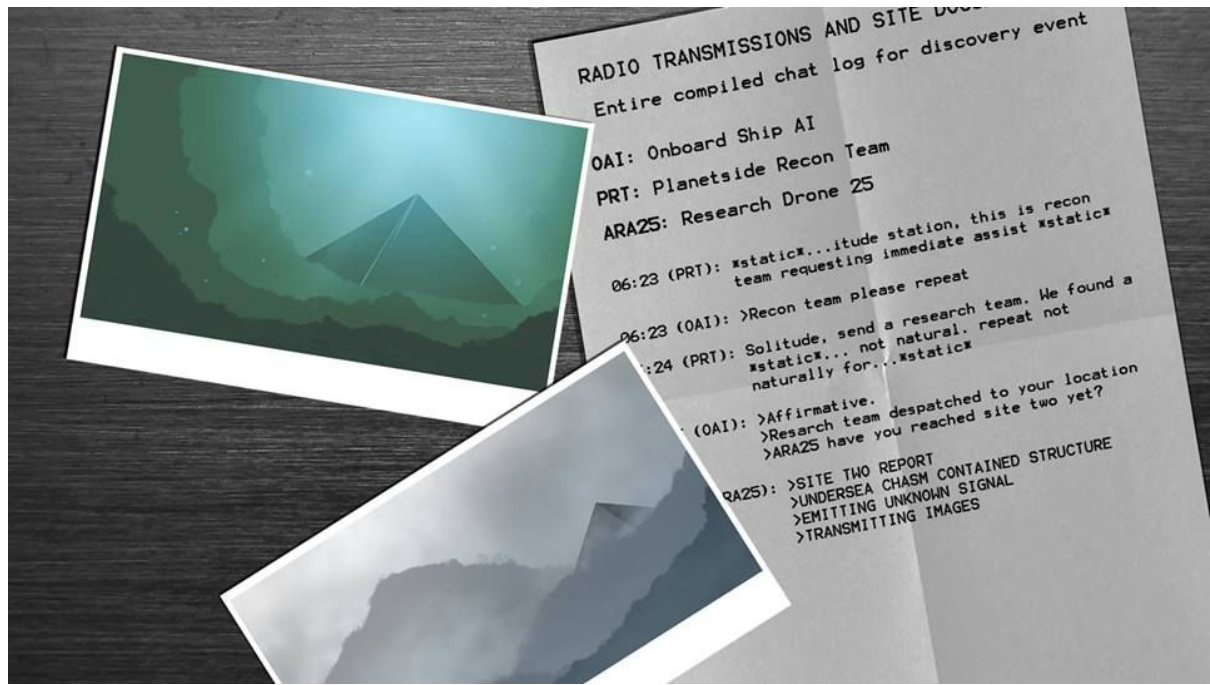 RADIO TRANSMISSIONS AND SITE
Entire compiled chat log for discovery event
OAI: Onboard Ship AI
PRT: Planetside Recon Team
ARA25: Research Drone 25
06:23 (PRT): *static*...itude station, this is recon
team requesting immediate assist *static*
06:23 (OAI): >Recon team please repeat
:24 (PRT): Solitude, send a research team. We found a
*static*... not natural. repeat not
naturally for...*static*
(OAI): >Affirmative.
>Resarch team despatched to your location
>ARA25 have you reached site two yet?
RA25): >SITE TWO REPORT
>UNDERSEA CHASM CONTAINED STRUCTURE
>EMITTING UNKNOWN SIGNAL
>TRANSMITTING IMAGES